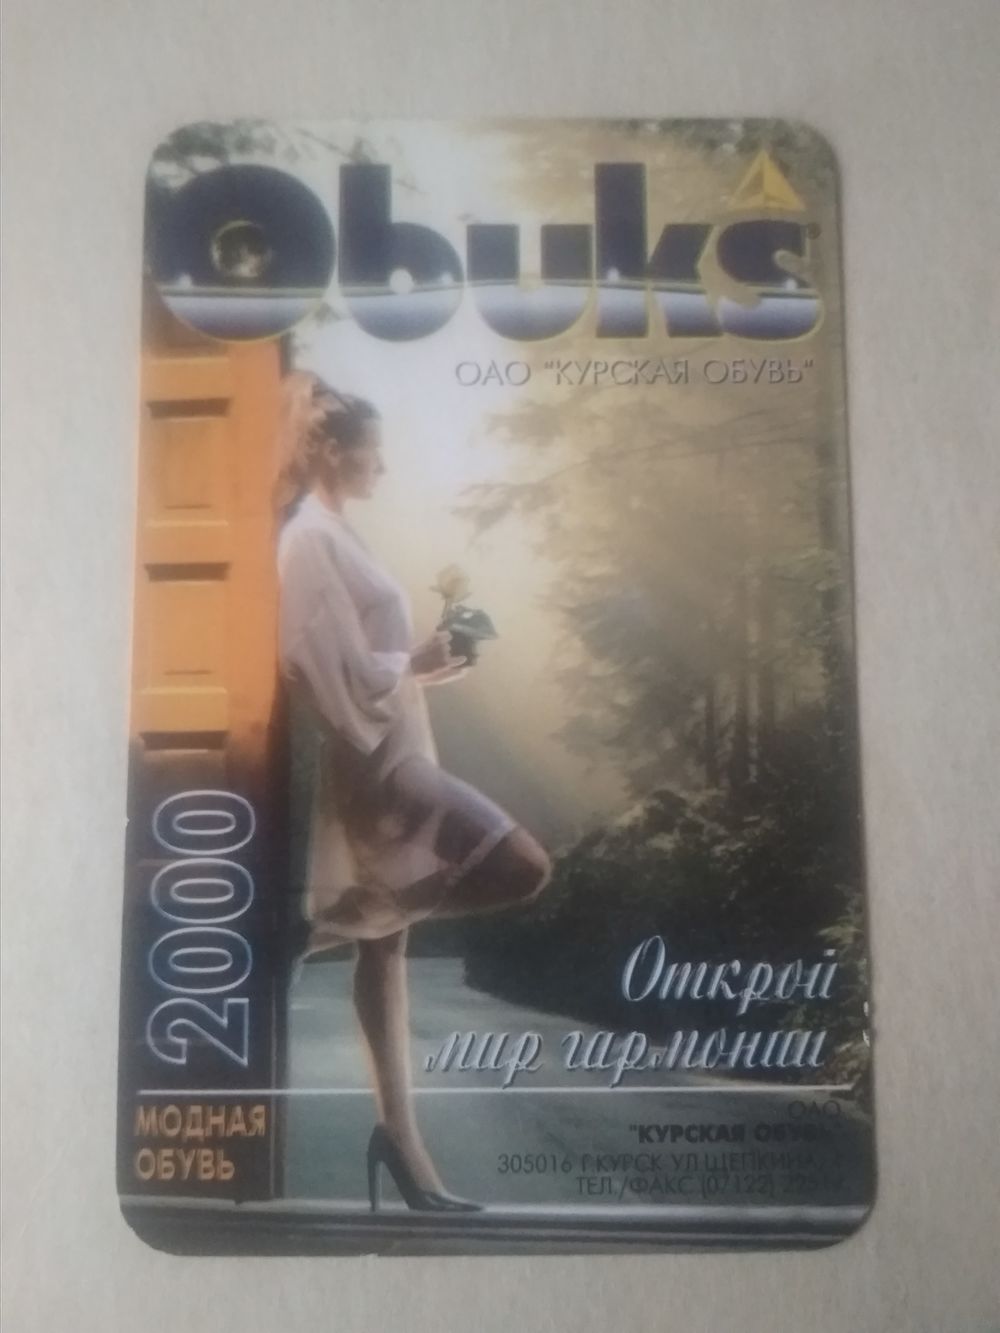 Obuks®
ОАО "КУРСКАЯ ОБУВЬ"
2000
Открой
мир гармонии
МОДНАЯ
ОБУВЬ
ОАО
"КУРСКАЯ ОБУВЬ"
305016 Г.КУРСК УЛ.ЩЕПКИНА,
ТЕЛ./ФАКС.(07122)